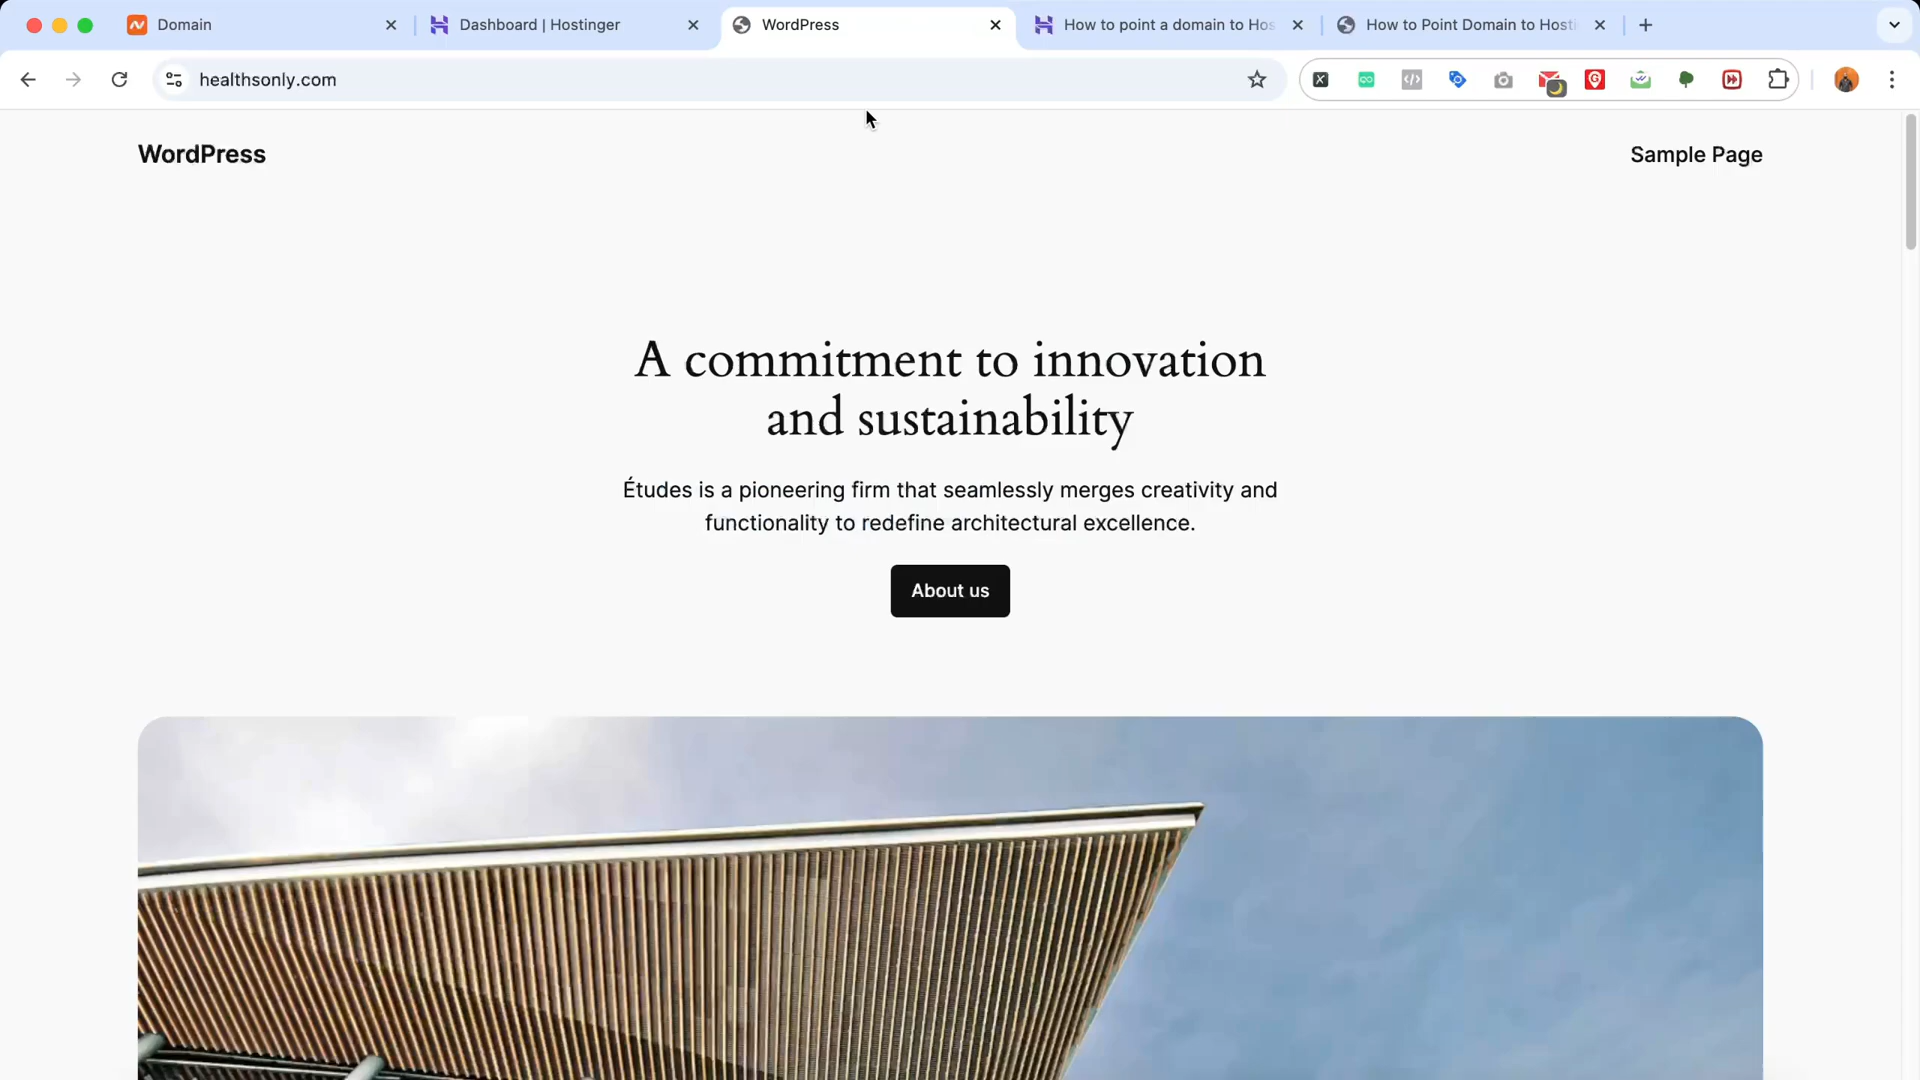 Domain
Dashboard | Hostinger
WordPress
How to point a domain to Hos
How to Point Domain to Hosti
healthsonly.com
WordPress
Sample Page
A commitment to innovation
and sustainability
Études is a pioneering firm that seamlessly merges creativity and
functionality to redefine architectural excellence.
About us